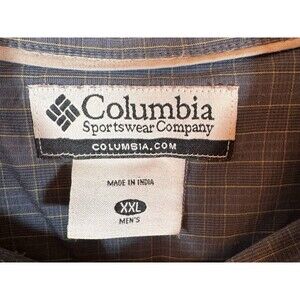 Columbia
Sportswear Company
COLUMBIA.COM
MADE IN INDIA
XXL
MEN'S